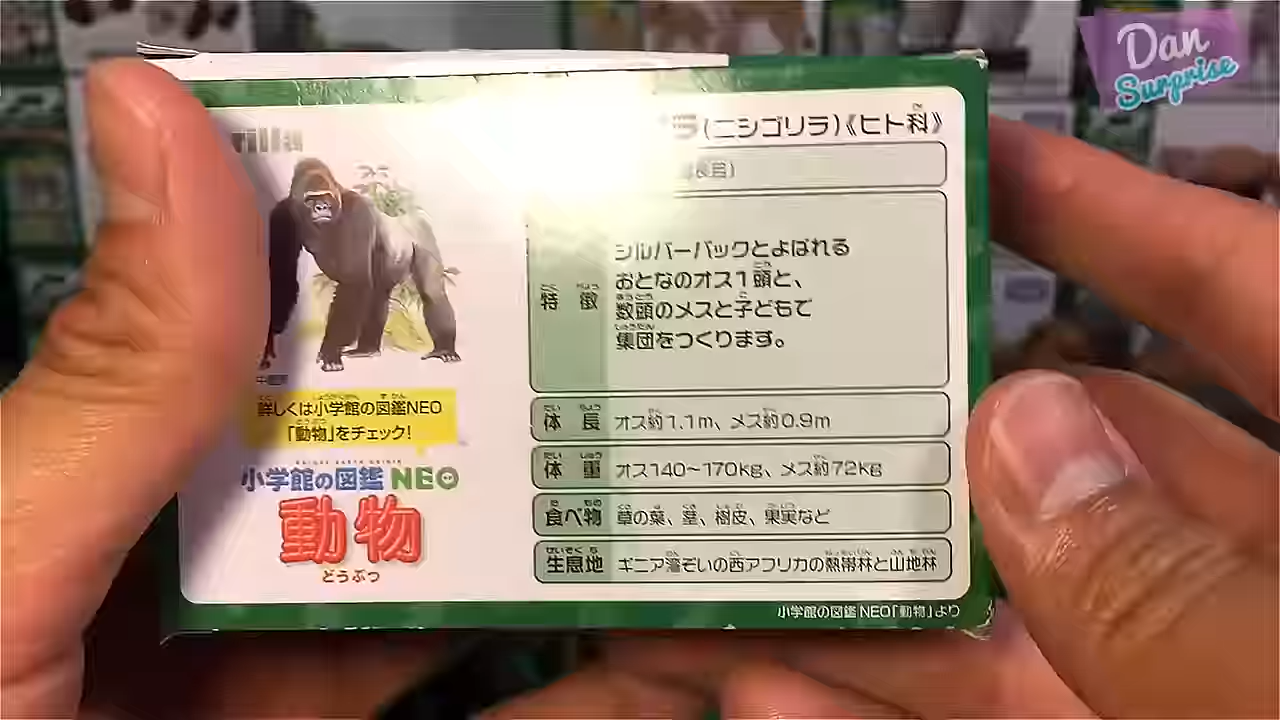 Dan
Surprise
ラ(ニシゴリラ)《ヒト科》
特徴
シルバーバックとよばれる
おとなのオス1頭と、
数頭のメスと子どもで
集団をつくります。
詳しくは小学館の図鑑NEO
「動物」をチェック!
小学館の図鑑 NEO
動物
どうぶつ
体長 オス約1.1m、メス約0.9m
体重 オス140~170kg、メス約72kg
食べ物 草の葉、茎、樹皮、果実など
生息地 ギニア湾ぞいの西アフリカの熱帯林と山地林
小学館の図鑑NEO「動物」より